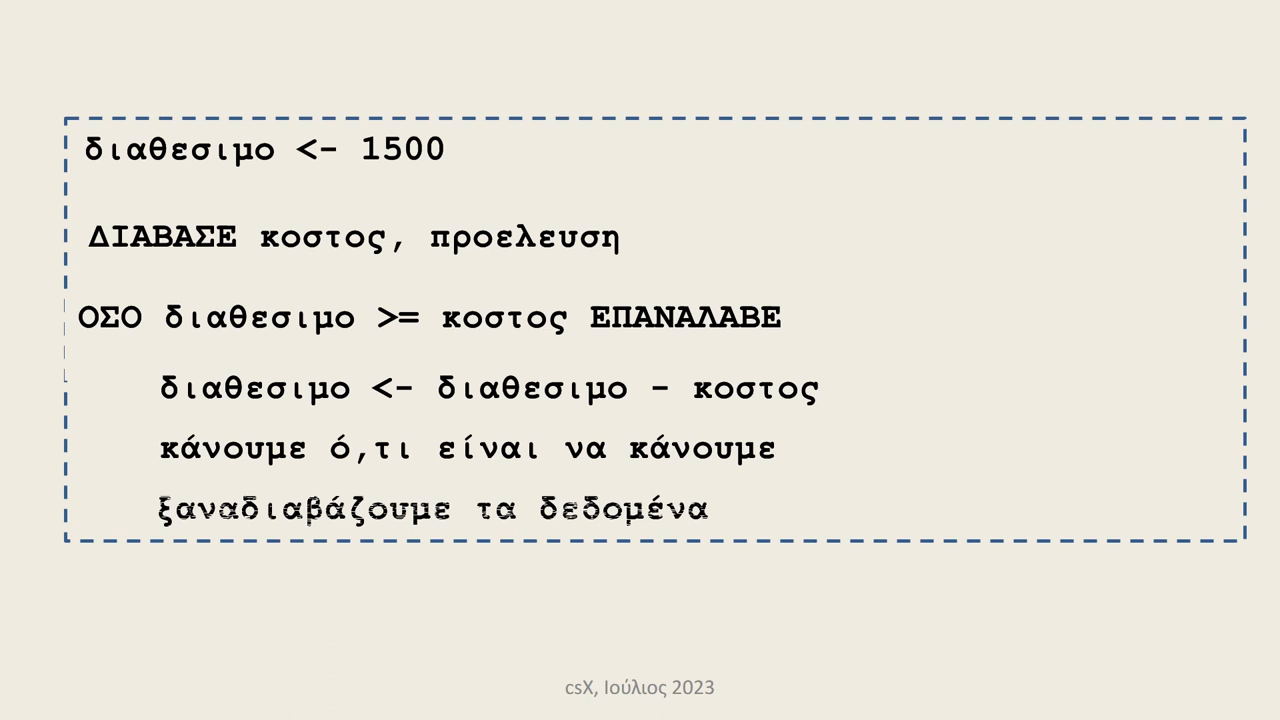 διαθεσιμο <- 1500
ΔΙΑΒΑΣΕ κοστος, προελευση
ΟΣΟ διαθεσιμο >= κοστος ΕΠΑΝΑΛΑΒΕ
διαθεσιμο <- διαθεσιμο - κοστος
κάνουμε ό,τι είναι να κάνουμε
ξαναδιαβάζουμε τα δεδομένα
csX, Ιούλιος 2023